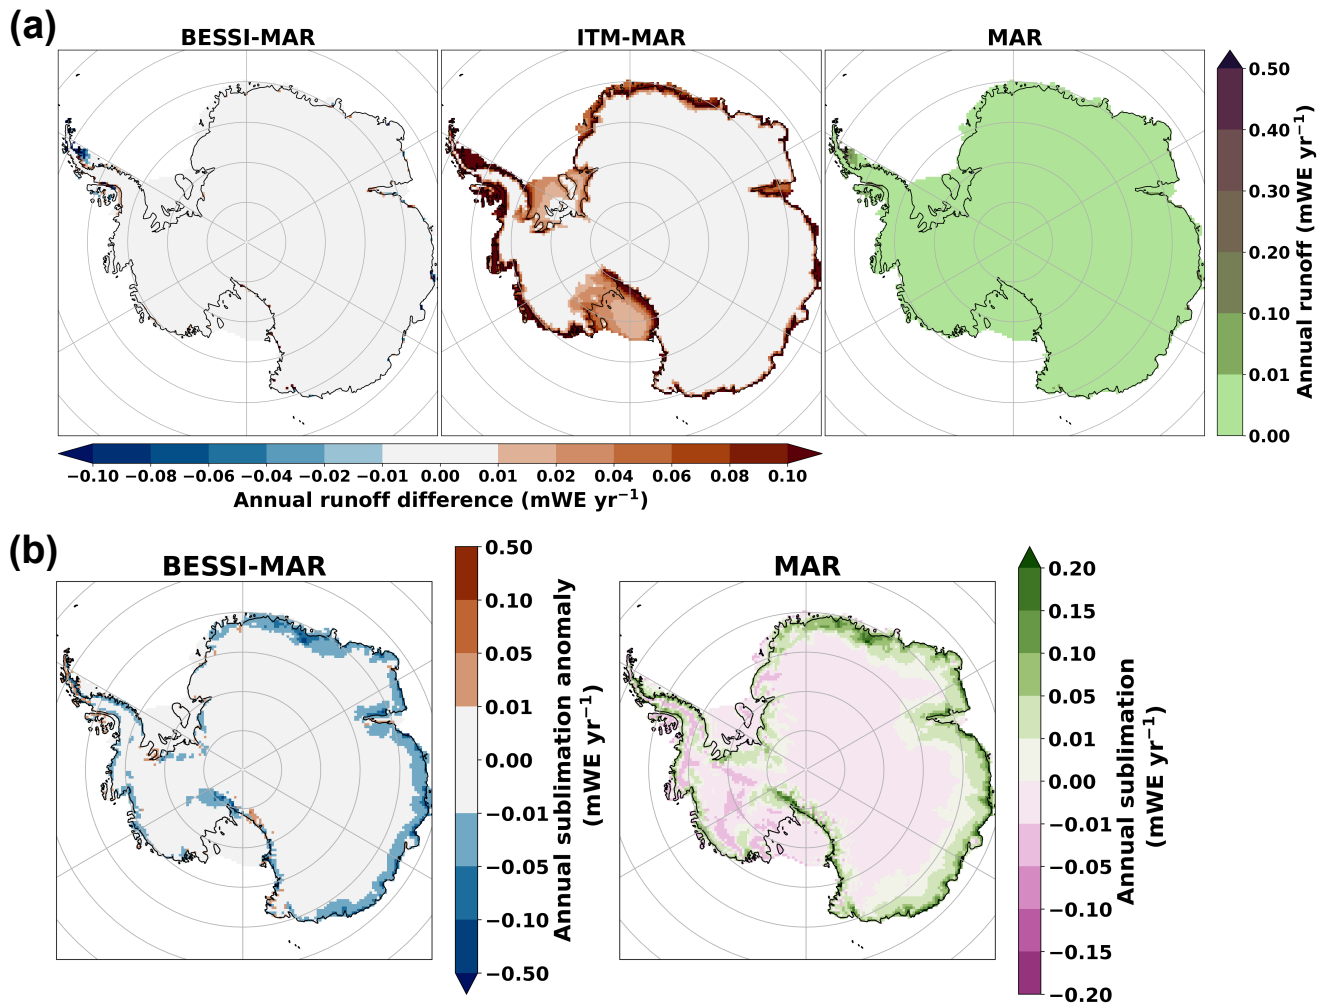 (a)
BESSI-MAR
ITM-MAR
MAR
0.50
0.40
0.30
0.20
0.10
0.01
0.00
Annual runoff (mWE yr⁻¹)
−0.10 −0.08 −0.06 −0.04 −0.02 −0.01 0.00 0.01 0.02 0.04 0.06 0.08 0.10
Annual runoff difference (mWE yr⁻¹)
(b)
BESSI-MAR
0.50
0.10
0.05
0.01
0.00
−0.01
−0.05
−0.10
−0.50
Annual sublimation anomaly
(mWE yr⁻¹)
MAR
0.20
0.15
0.10
0.05
0.01
0.00
−0.01
−0.05
−0.10
−0.15
−0.20
Annual sublimation
(mWE yr⁻¹)